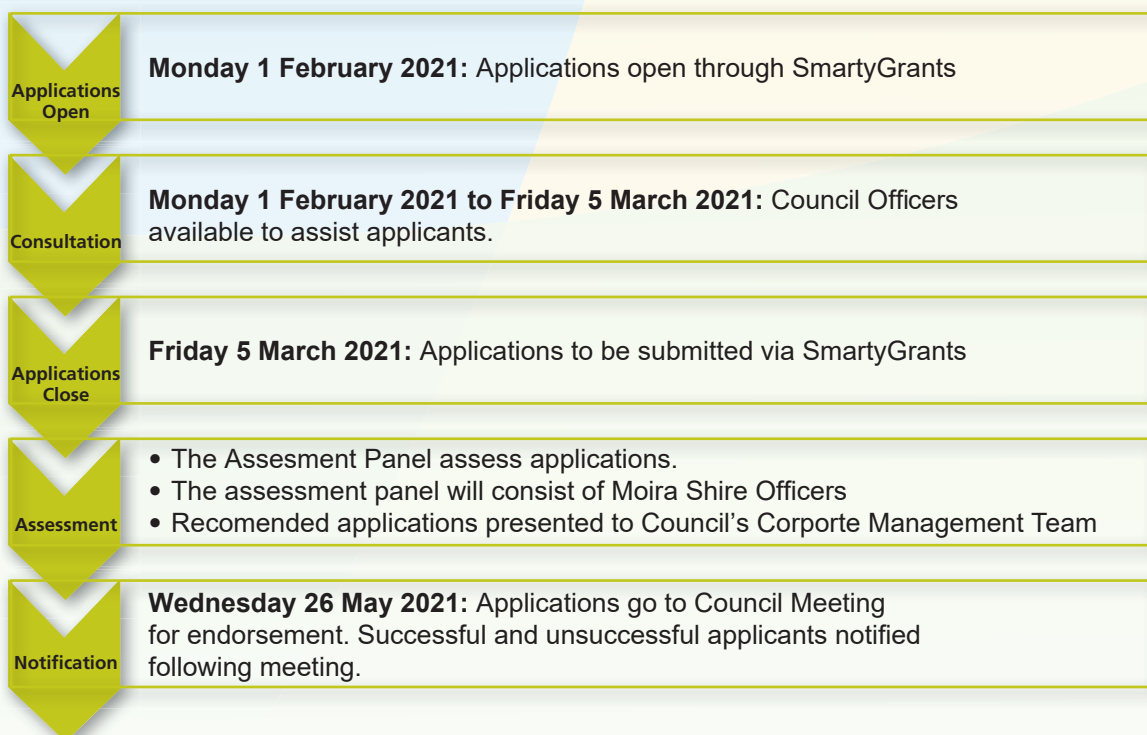 Applications
Open
Monday 1 February 2021: Applications open through SmartyGrants
Consultation
Monday 1 February 2021 to Friday 5 March 2021: Council Officers
available to assist applicants.
Applications
Close
Friday 5 March 2021: Applications to be submitted via SmartyGrants
Assessment
• The Assesment Panel assess applications.
• The assessment panel will consist of Moira Shire Officers
• Recomended applications presented to Council's Corporte Management Team
Notification
Wednesday 26 May 2021: Applications go to Council Meeting
for endorsement. Successful and unsuccessful applicants notified
following meeting.